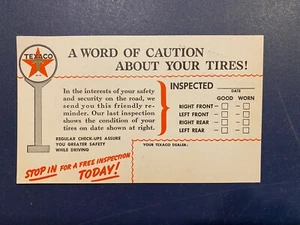 TEXACO
A WORD OF CAUTION
ABOUT YOUR TIRES!
In the interests of your safety
and security on the road, we
send you this friendly re-
minder. Our last inspection
shows the condition of your
tires on date shown at right.
REGULAR CHECK-UPS ASSURE
YOU GREATER SAFETY
WHILE DRIVING
STOP IN FOR A FREE INSPECTION
TODAY!
INSPECTED
DATE
GOOD WORN
RIGHT FRONT
LEFT FRONT
RIGHT REAR
LEFT REAR
YOUR TEXACO DEALER: